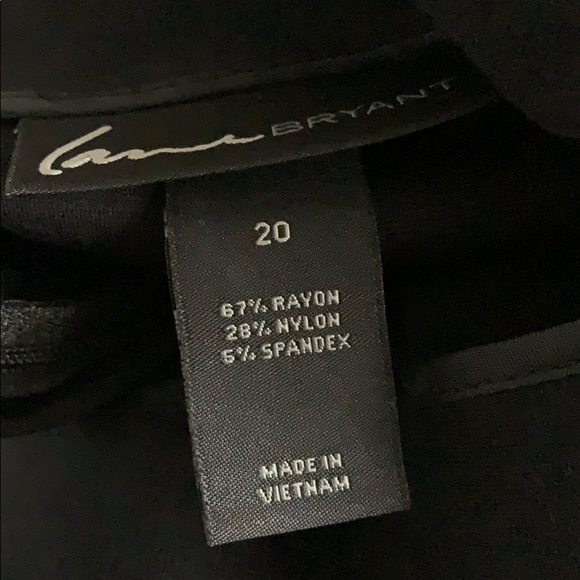 Lane BRYANT
20
67% RAYON
28% NYLON
5% SPANDEX
MADE IN
VIETNAM